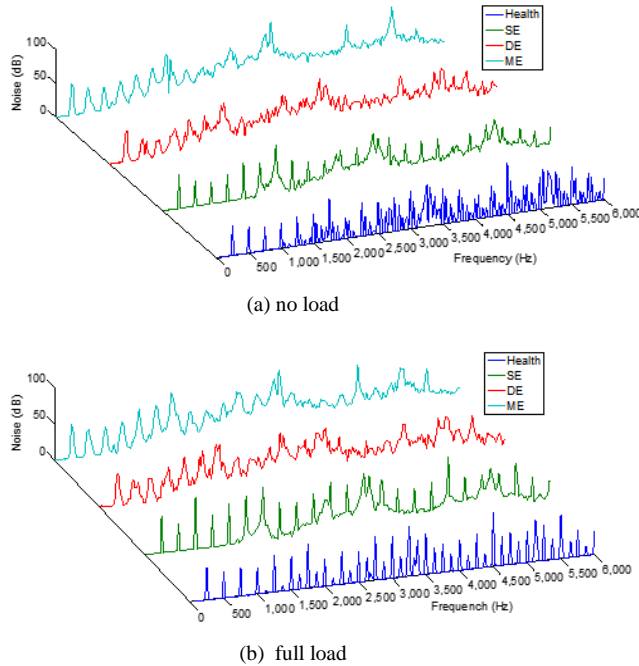 100
50
0
Noise (dB)
Health
SE
DE
ME
0
500
1,000
1,500
2,000
2,500
3,000
3,500
4,000
4,500
5,000
5,500
6,000
Frequency (Hz)
(a) no load
100
50
0
Noise (dB)
Health
SE
DE
ME
0
500
1,000
1,500
2,000
2,500
3,000
3,500
4,000
4,500
5,000
5,500
6,000
Frequench (Hz)
(b) full load